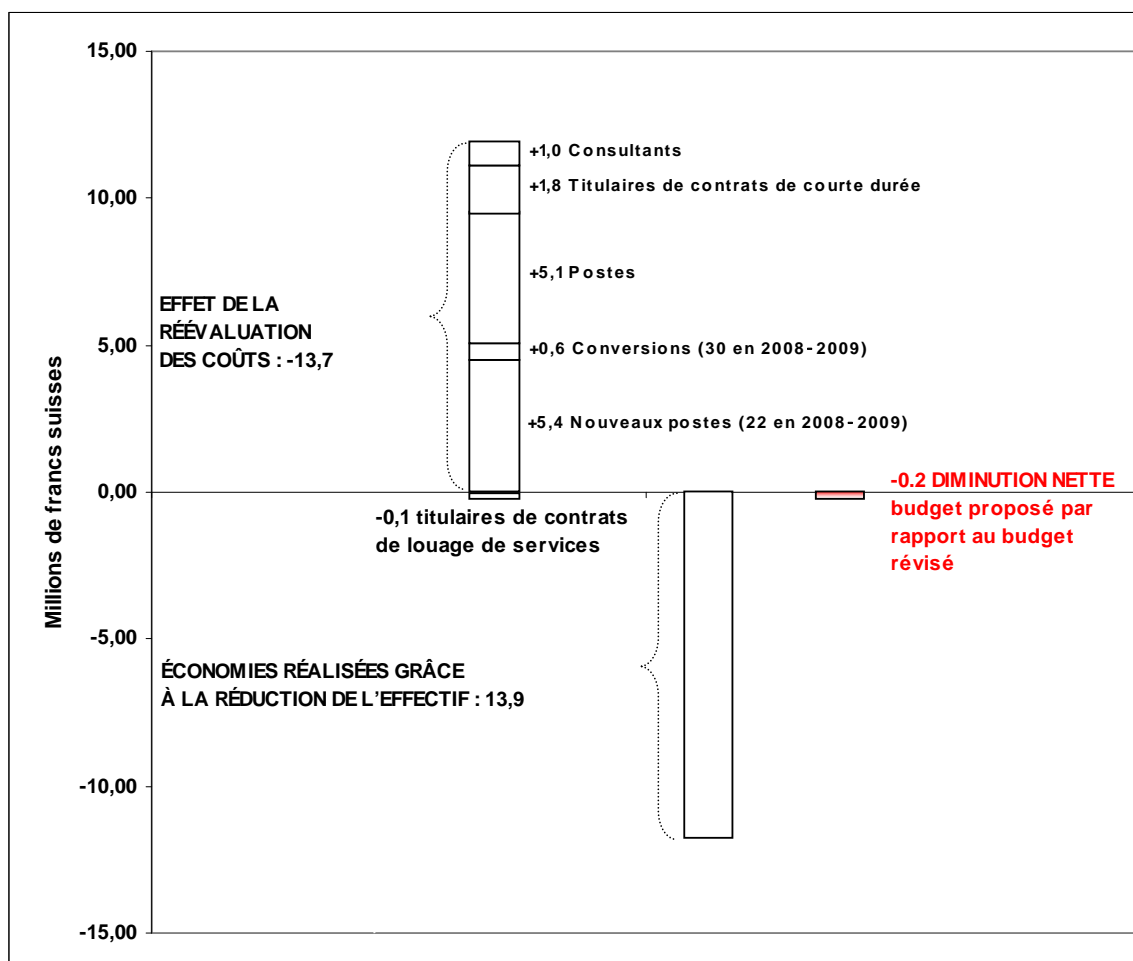 15,00
10,00
5,00
0,00
-5,00
-10,00
-15,00
Millions de francs suisses
+1,0 Consultants
+1,8 Titulaires de contrats de courte durée
+5,1 Postes
EFFET DE LA
RÉÉVALUATION
DES COÛTS : -13,7
+0,6 Conversions (30 en 2008-2009)
+5,4 Nouveaux postes (22 en 2008-2009)
-0,1 titulaires de contrats
de louage de services
-0.2 DIMINUTION NETTE
budget proposé par
rapport au budget
révisé
ÉCONOMIES RÉALISÉES GRÂCE
À LA RÉDUCTION DE L'EFFECTIF : 13,9